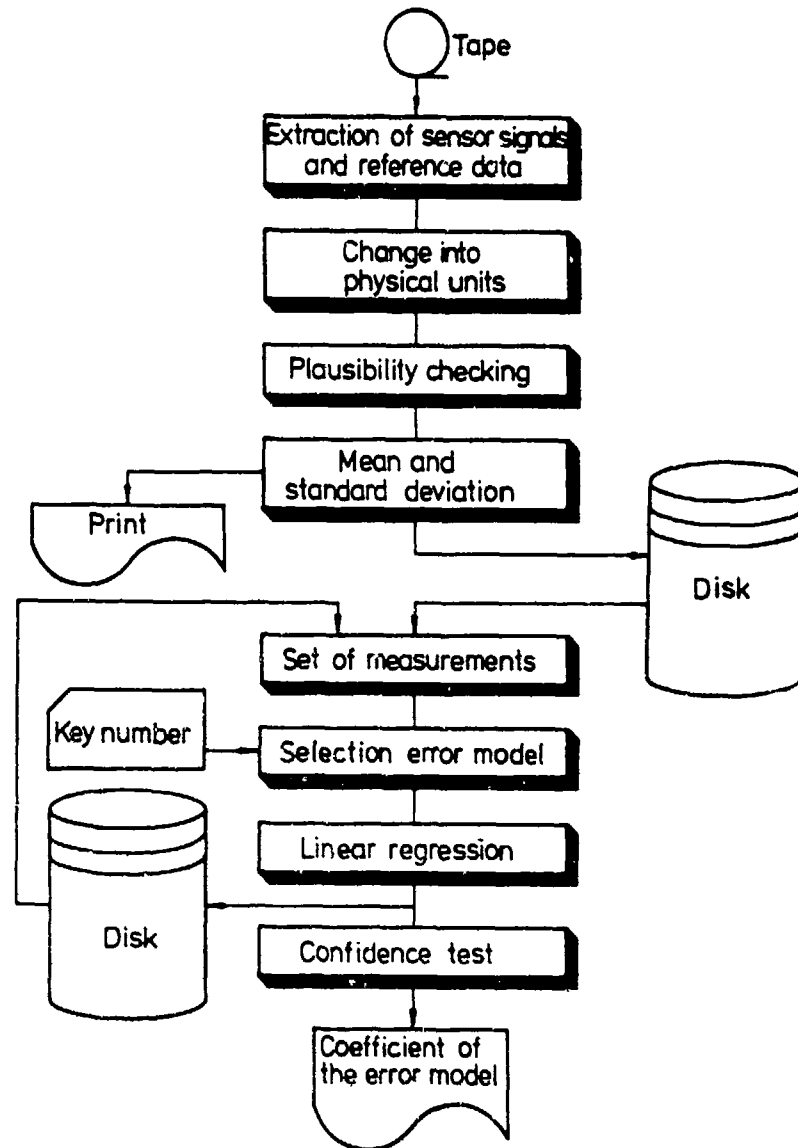 Tape
Extraction of sensor signals
and reference data
Change into
physical units
Plausibility checking
Mean and
standard deviation
Print
Disk
Set of measurements
Key number
Selection error model
Linear regression
Disk
Confidence test
Coefficient of
the error model